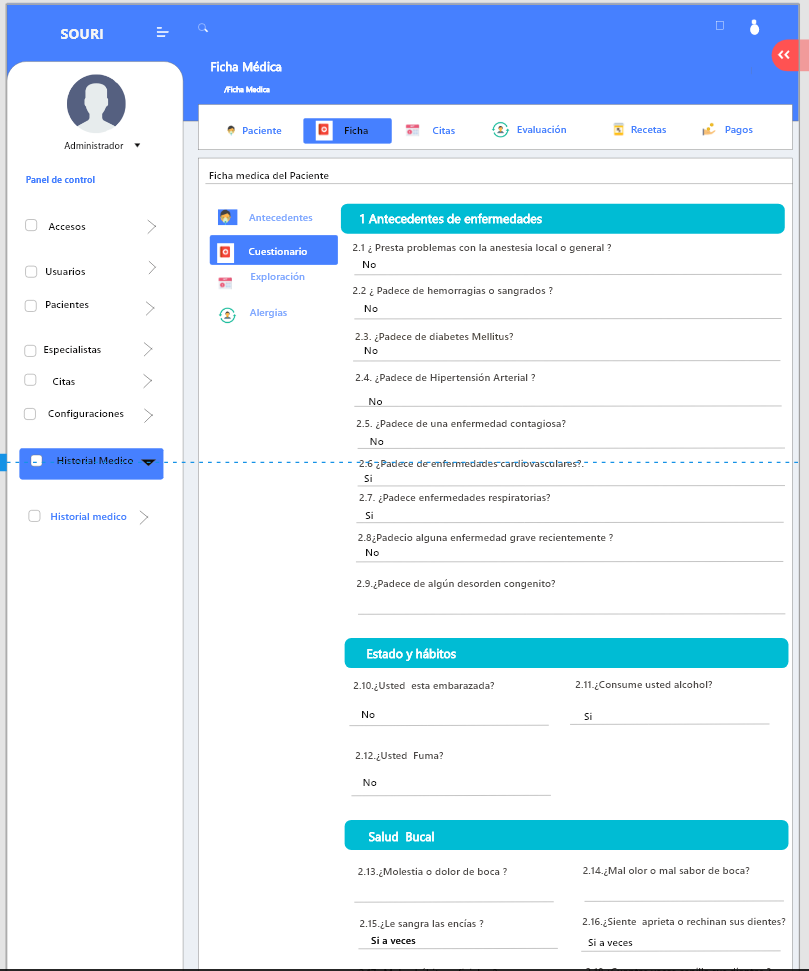 SOURI
Ficha Médica
/Ficha Medica
Administrador
Panel de control
Accesos
Usuarios
Pacientes
Especialistas
Citas
Configuraciones
Historial Medico
Historial medico
Paciente
Ficha
Citas
Evaluación
Recetas
Pagos
Ficha medica del Paciente
Antecedentes
Cuestionario
Exploración
Alergias
1 Antecedentes de enfermedades
2.1 ¿ Presta problemas con la anestesia local o general ?
No
2.2 ¿ Padece de hemorragias o sangrados ?
No
2.3. ¿Padece de diabetes Mellitus?
No
2.4. ¿Padece de Hipertensión Arterial ?
No
2.5. ¿Padece de una enfermedad contagiosa?
No
2.6 ¿Padece de enfermedades cardiovasculares?.
Si
2.7. ¿Padece enfermedades respiratorias?
Si
2.8¿Padecio alguna enfermedad grave recientemente ?
No
2.9.¿Padece de algún desorden congenito?
Estado y hábitos
2.10.¿Usted esta embarazada?
No
2.11.¿Consume usted alcohol?
Si
2.12.¿Usted Fuma?
No
Salud Bucal
2.13.¿Molestia o dolor de boca ?
2.14.¿Mal olor o mal sabor de boca?
2.15.¿Le sangra las encías ?
Si a veces
2.16.¿Siente aprieta o rechinan sus dientes?
Si a veces